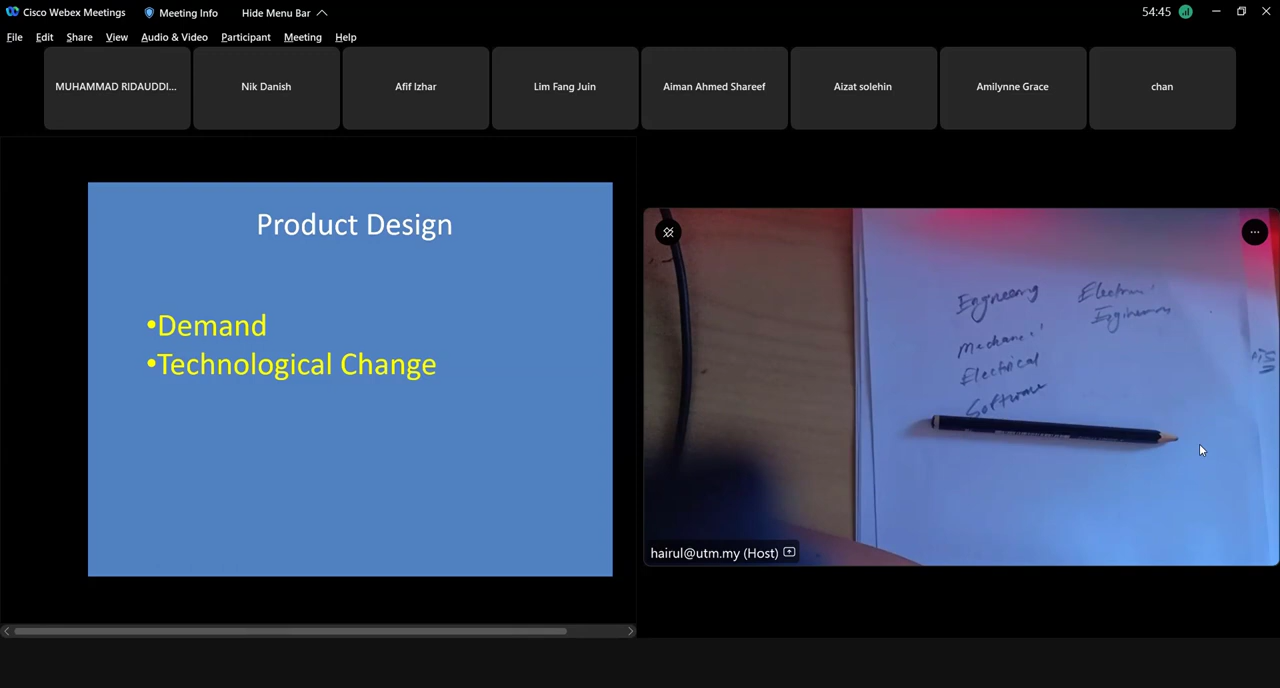 Cisco Webex Meetings
Meeting Info
Hide Menu Bar
54:45
File Edit Share View Audio & Video Participant Meeting Help
MUHAMMAD RIDAUDDI...
Nik Danish
Afif Izhar
Lim Fang Juin
Aiman Ahmed Shareef
Aizat solehin
Amilynne Grace
chan
Product Design
•Demand
•Technological Change
Engineering
Electrical
Software
hairul@utm.my (Host)